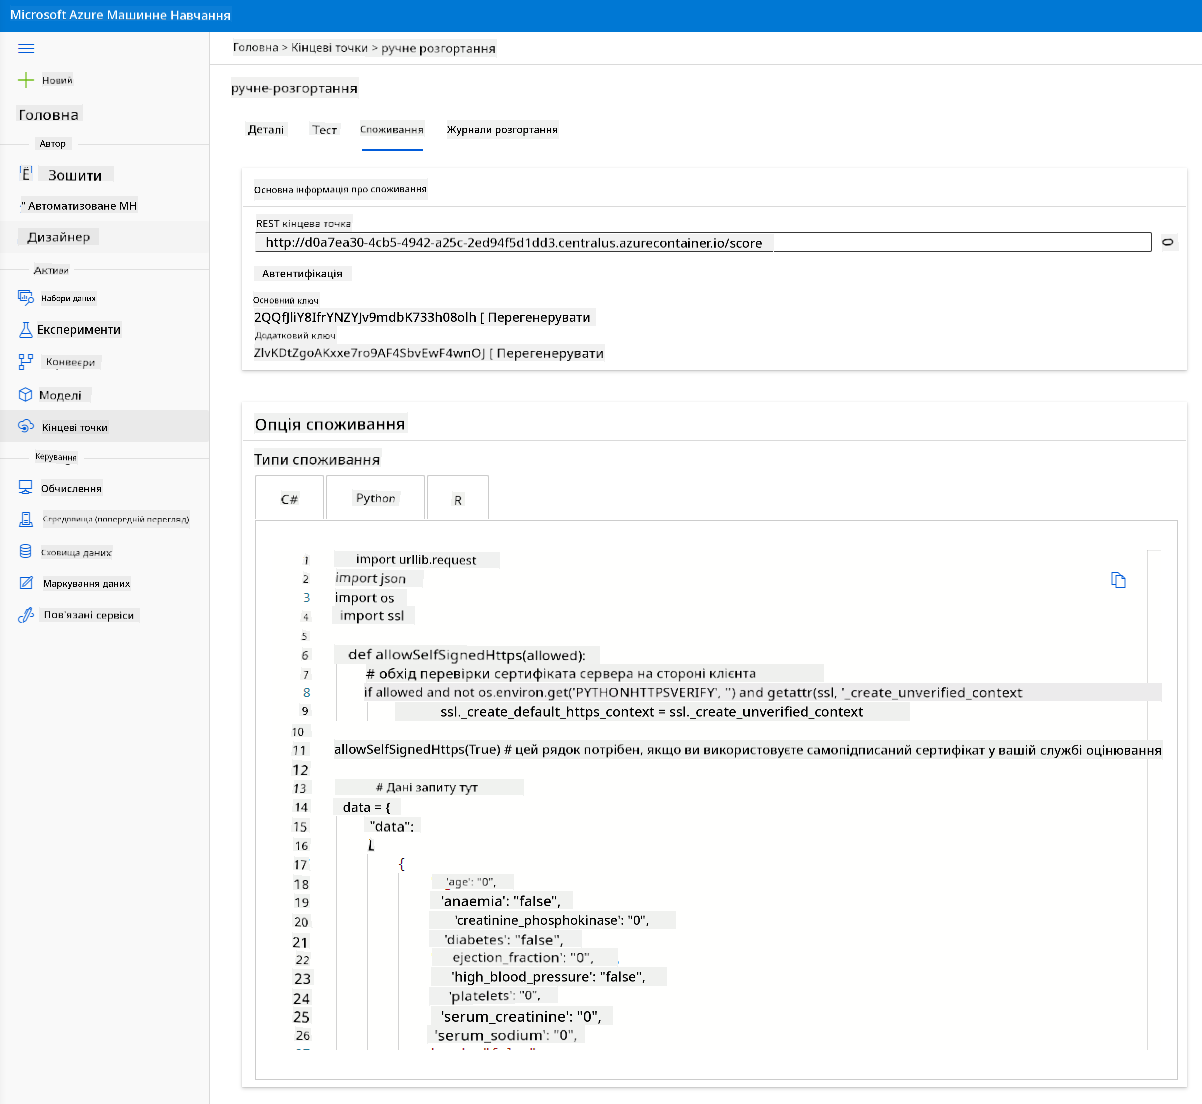 Microsoft Azure Машинне Навчання
Головна > Кінцеві точки > ручне розгортання
Новий
ручне-розгортання
Головна
Деталі Тест Споживання Журнали розгортання
Автор
Зошити
Автоматизоване МН
Дизайнер
Активи
Набори даних
Експерименти
Конвеєри
Моделі
Кінцеві точки
Керування
Обчислення
Середовища (попередній перегляд)
Сховища даних
Маркування даних
Пов'язані сервіси
Основна інформація про споживання
REST кінцева точка
http://d0a7ea30-4cb5-4942-a25c-2ed94f5d1dd3.centralus.azurecontainer.io/score
Автентифікація
Основний ключ
2QQfJliY8IfrYNZYJv9mdbK733h08olh [ Перегенерувати
Додатковий ключ
ZlvKDtZgoAKxxe7ro9AF4SbvEwF4wnOJ [ Перегенерувати
Опція споживання
Типи споживання
C# Python R
1 import urllib.request
2 import json
3 import os
4 import ssl
5
6 def allowSelfSignedHttps(allowed):
7 # обхід перевірки сертифіката сервера на стороні клієнта
8 if allowed and not os.environ.get('PYTHONHTTPSVERIFY', '') and getattr(ssl, '_create_unverified_context
9 ssl._create_default_https_context = ssl._create_unverified_context
10
11 allowSelfSignedHttps(True) # цей рядок потрібен, якщо ви використовуєте самопідписаний сертифікат у вашій службі оцінювання
12
13 # Дані запиту тут
14 data = {
15 "data":
16 [
17 {
18 'age': "0",
19 'anaemia': "false",
20 'creatinine_phosphokinase': "0",
21 'diabetes': "false",
22 ejection_fraction': "0",
23 'high_blood_pressure': "false",
24 'platelets': "0",
25 'serum_creatinine': "0",
26 'serum_sodium': "0",